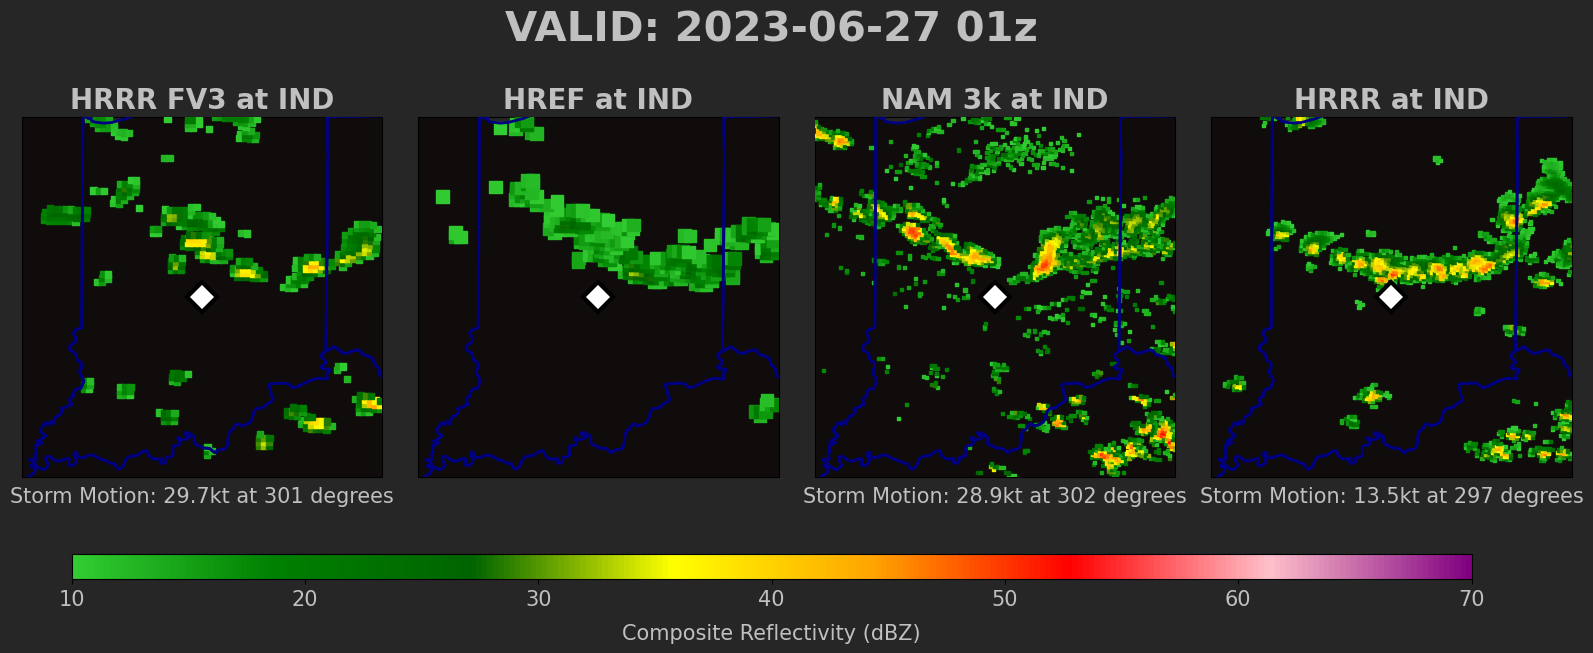 VALID: 2023-06-27 01z
HRRR FV3 at IND
HREF at IND
NAM 3k at IND
HRRR at IND
Storm Motion: 29.7kt at 301 degrees
Storm Motion: 28.9kt at 302 degrees
Storm Motion: 13.5kt at 297 degrees
10 20 30 40 50 60 70
Composite Reflectivity (dBZ)